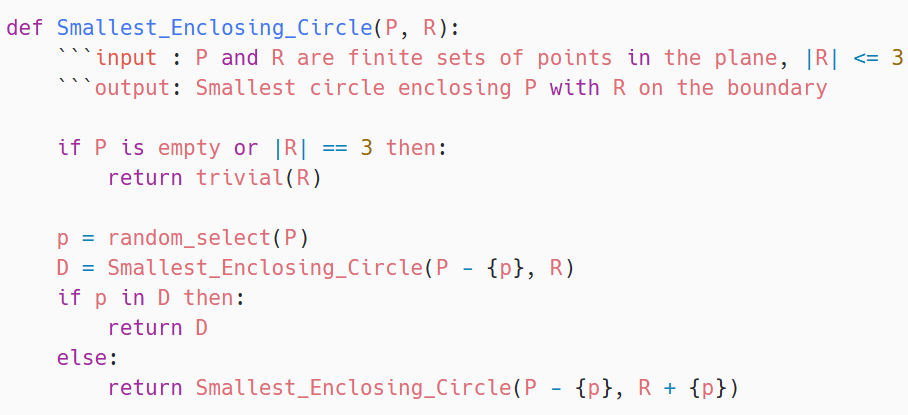 def Smallest_Enclosing_Circle(P, R):
    ```input : P and R are finite sets of points in the plane, |R| <= 3
    ```output: Smallest circle enclosing P with R on the boundary
    if P is empty or |R| == 3 then:
        return trivial(R)
    p = random_select(P)
    D = Smallest_Enclosing_Circle(P - {p}, R)
    if p in D then:
        return D
    else:
        return Smallest_Enclosing_Circle(P - {p}, R + {p})